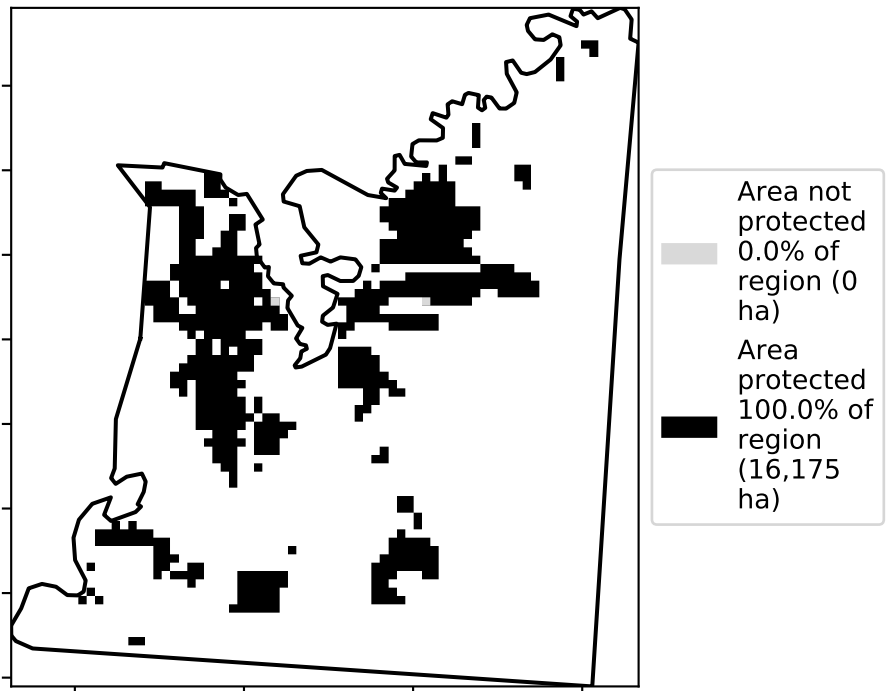 Area not
protected
0.0% of
region (0
ha)
Area
protected
100.0% of
region
(16,175
ha)